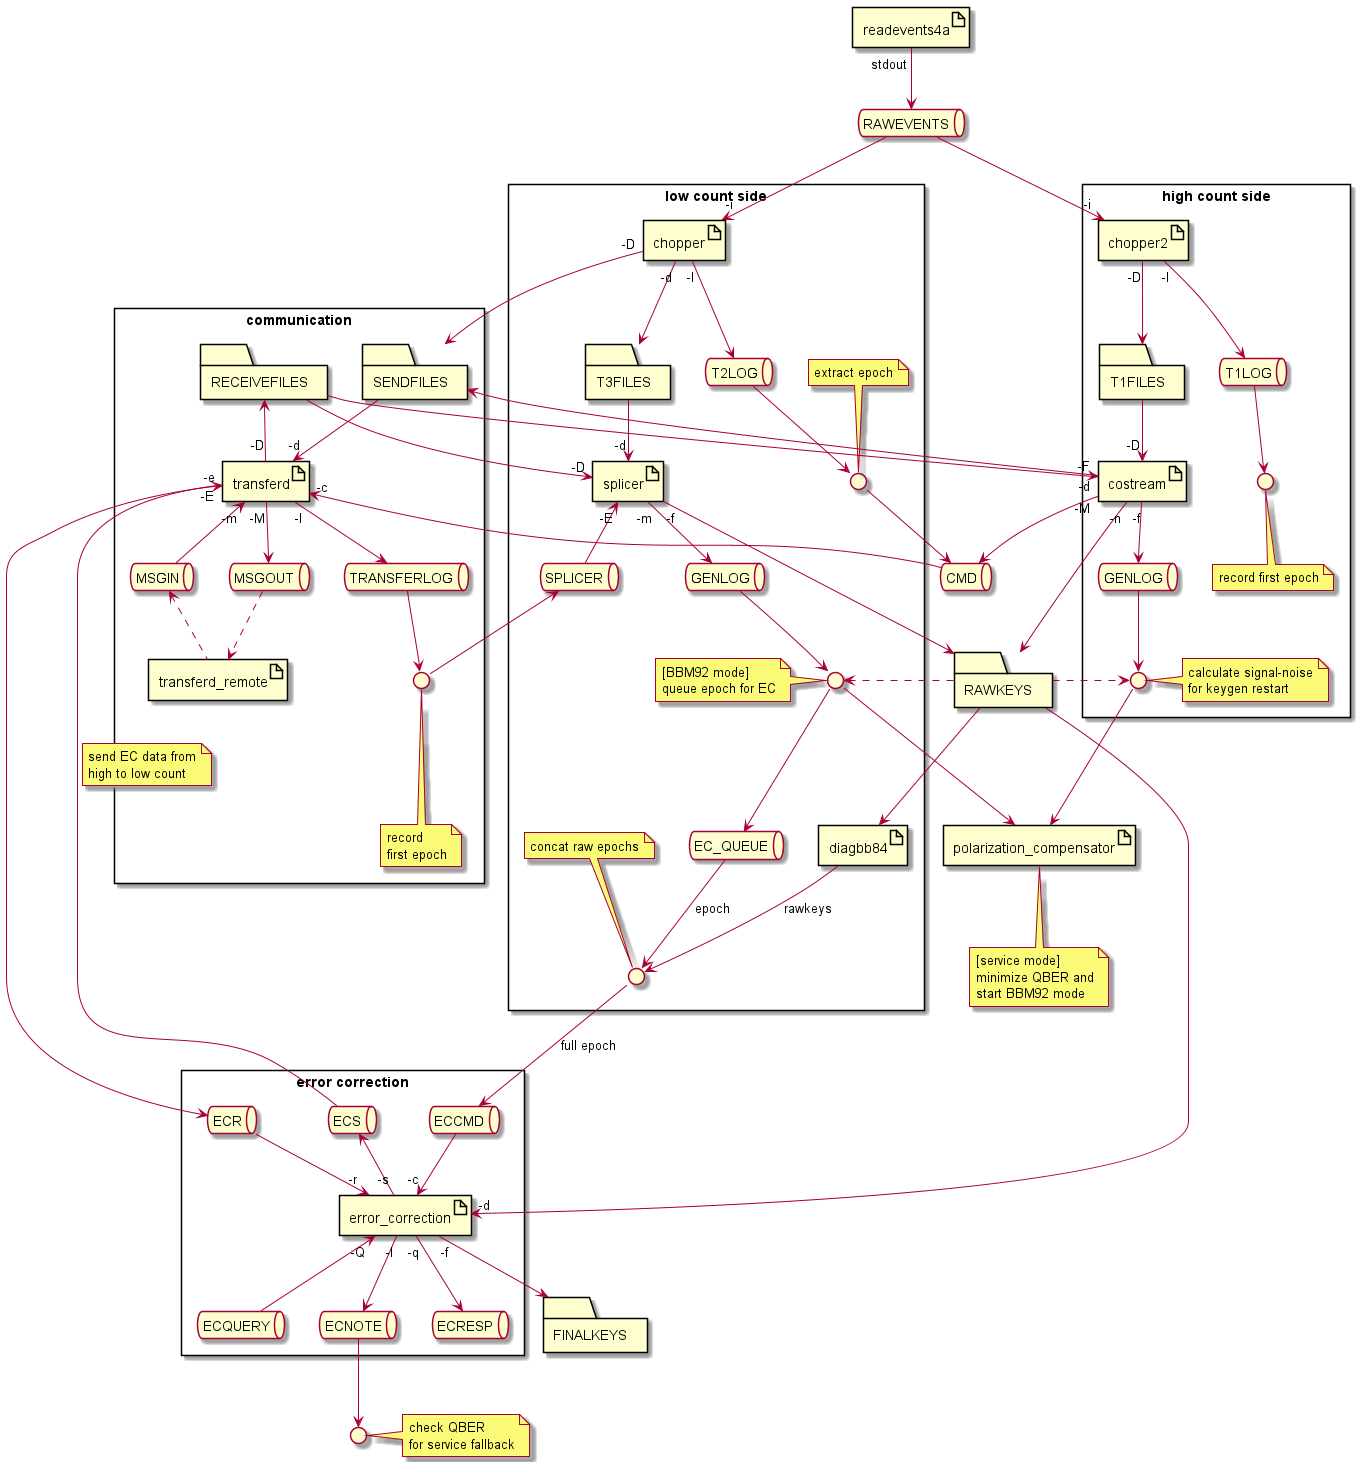 readevents4a
stdout
RAWEVENTS
low count side
high count side
-i
-i
chopper
chopper2
-D
-d
-l
-D
-l
communication
RECEIVEFILES
SENDFILES
T3FILES
T2LOG
extract epoch
T1FILES
T1LOG
-D
-d
-d
-D
-D
-F
-d
-M
-e
-E
-c
transferd
splicer
costream
-m
-M
-l
-E
-m
-f
-n
-f
MSGIN
MSGOUT
TRANSFERLOG
SPLICER
GENLOG
CMD
GENLOG
record first epoch
transferd_remote
[BBM92 mode]
queue epoch for EC
RAWKEYS
calculate signal-noise
for keygen restart
send EC data from
high to low count
record
first epoch
concat raw epochs
EC_QUEUE
diagbb84
polarization_compensator
epoch
rawkeys
[service mode]
minimize QBER and
start BBM92 mode
full epoch
error correction
ECR
ECS
ECCMD
-r
-s
-c
-d
error_correction
-Q
-l
-q
-f
ECQUERY
ECNOTE
ECRESP
FINALKEYS
check QBER
for service fallback